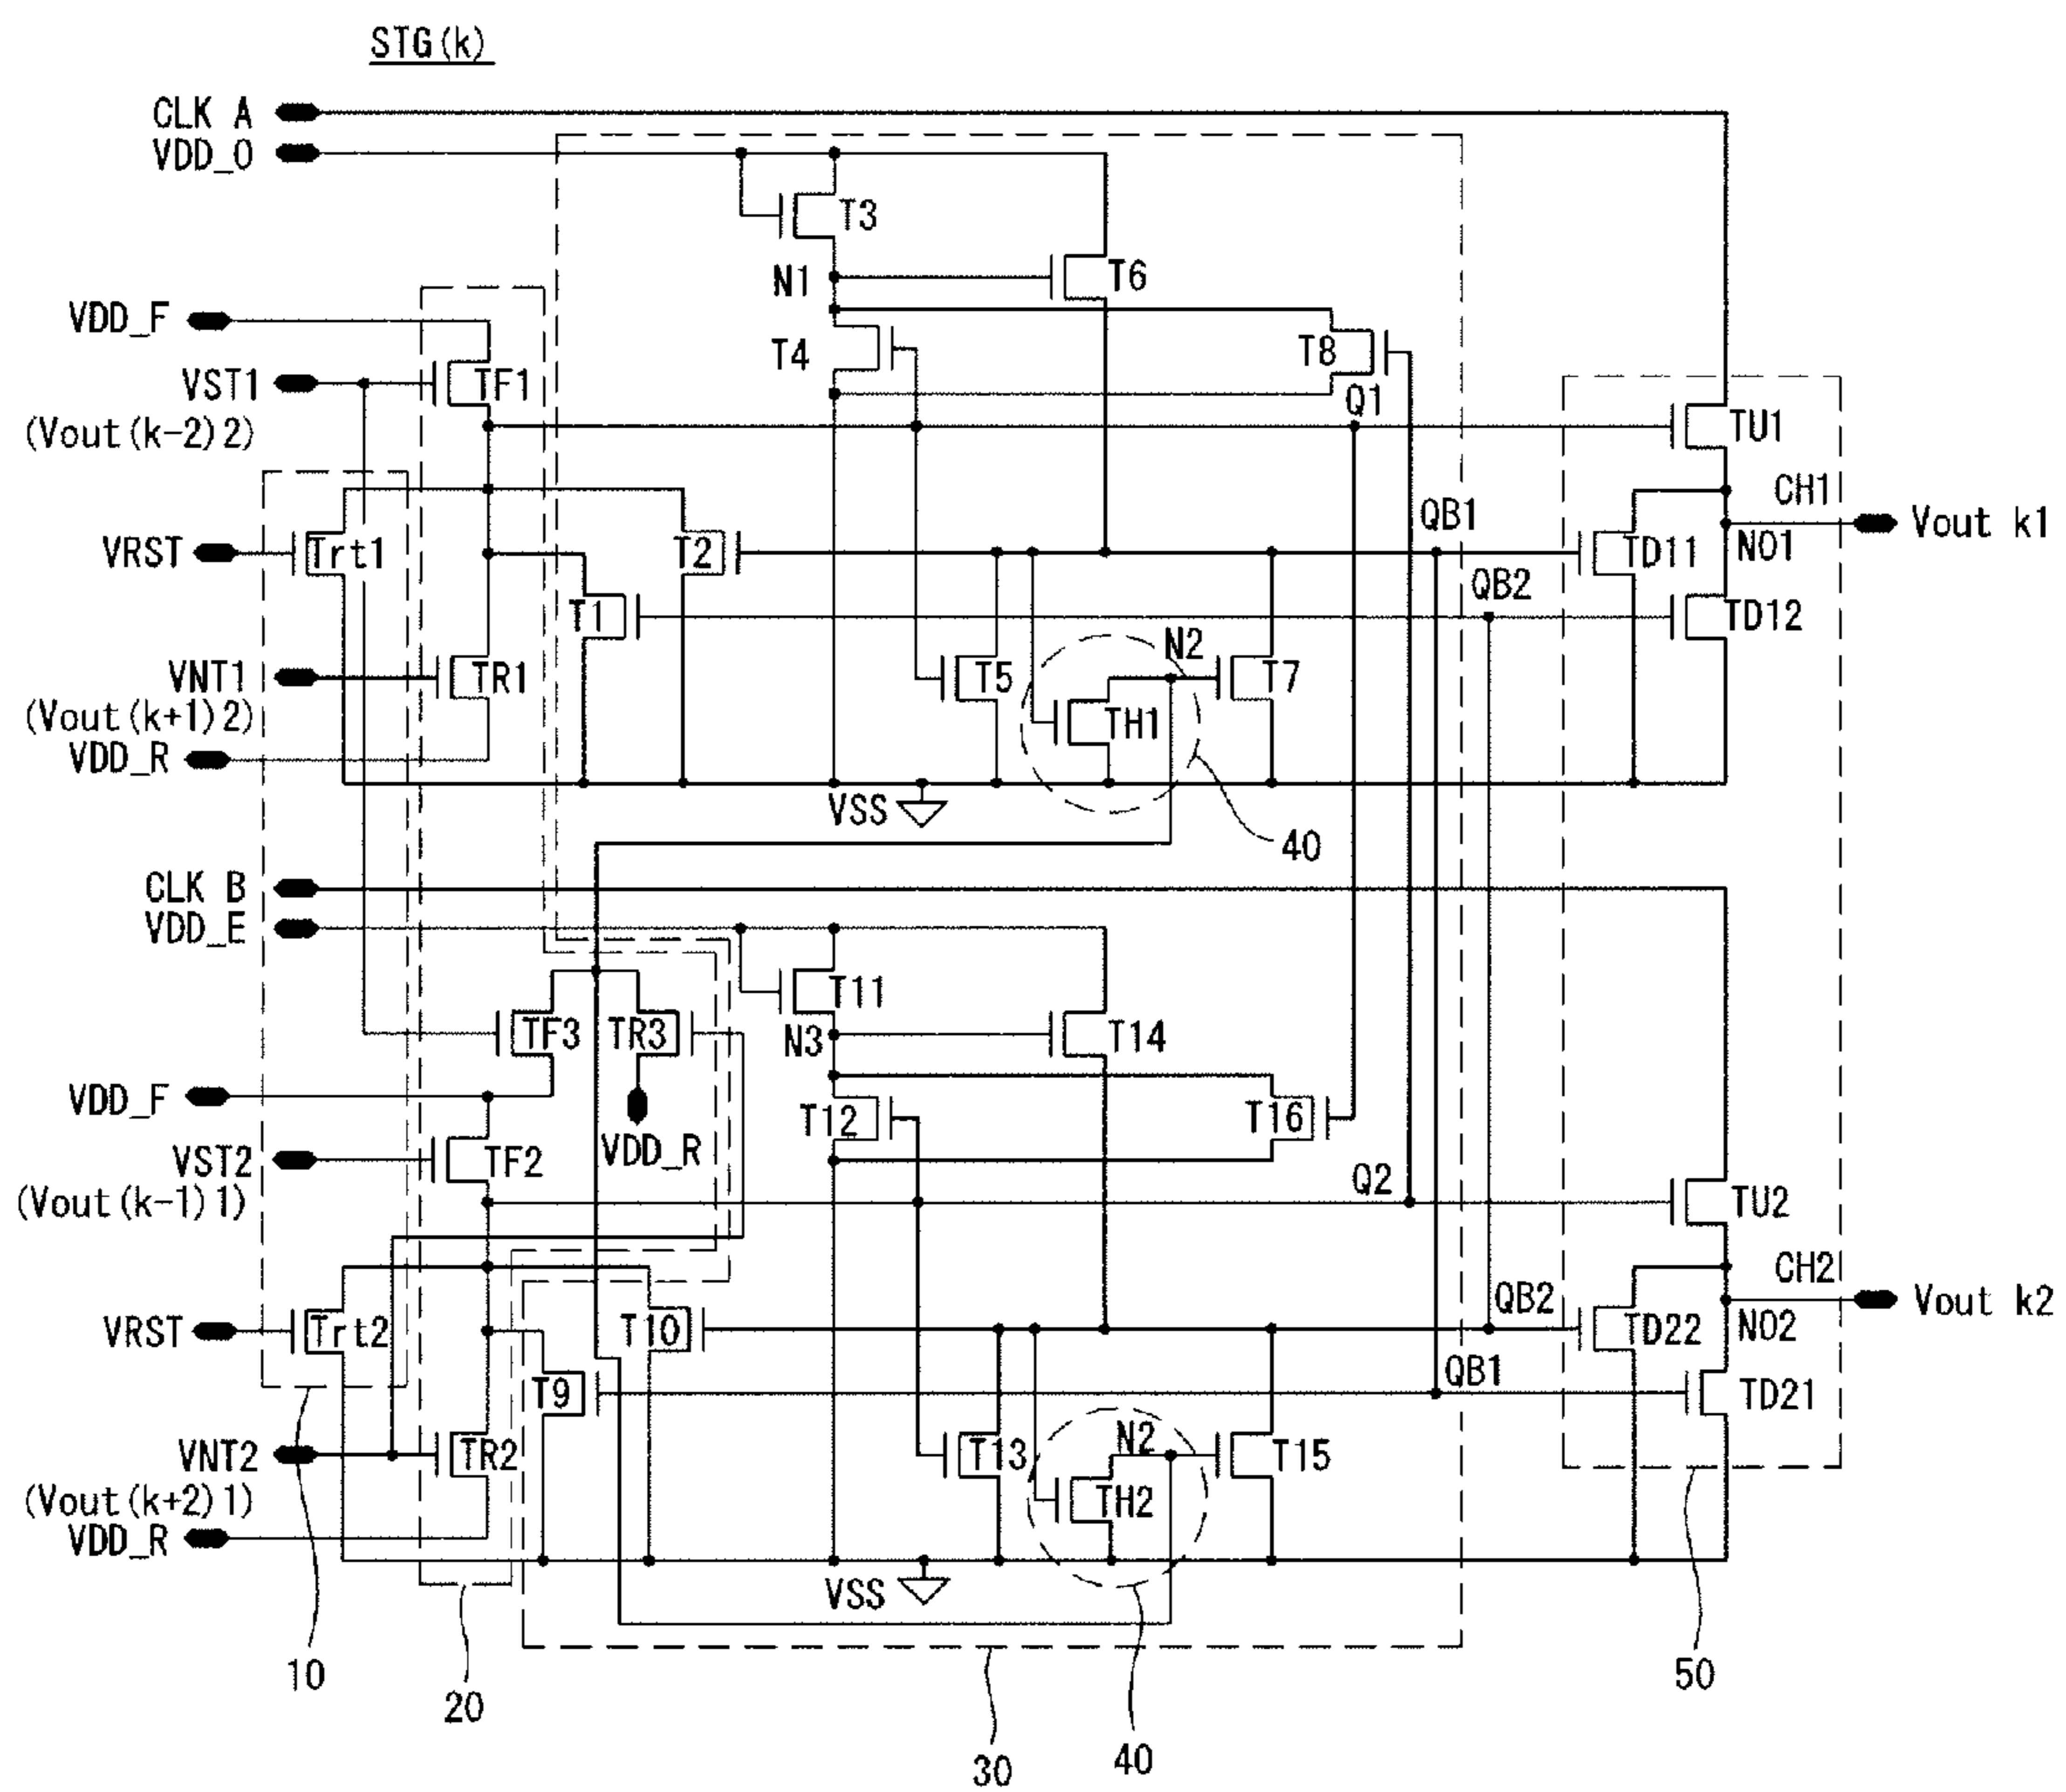 STG(k)
CLK A
VDD_O
T3
N1
T6
VDD_F
T4
T8
VST1
TF1
Q1
(Vout(k-2)2)
TU1
CH1
QB1
Vout k1
VRST
Trt1
T2
TD11
NO1
QB2
T1
TD12
N2
VNT1
TR1
T5
T7
(Vout(k+1)2)
TH1
VDD_R
VSS
40
CLK B
VDD_E
T11
TF3
TR3
N3
T14
VDD_F
T12
T16
VDD_R
VST2
TF2
Q2
(Vout(k-1)1)
TU2
CH2
QB2
Vout k2
VRST
Trt2
T10
TD22
NO2
QB1
T9
TD21
N2
VNT2
TR2
T13
T15
(Vout(k+2)1)
TH2
VDD_R
VSS
10
20
30
40
50